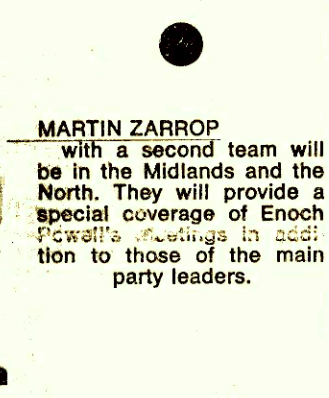 MARTIN ZARROP
with a second team will
be in the Midlands and the
North. They will provide a
special coverage of Enoch
Powell's meetings in addi-
tion to those of the main
party leaders.